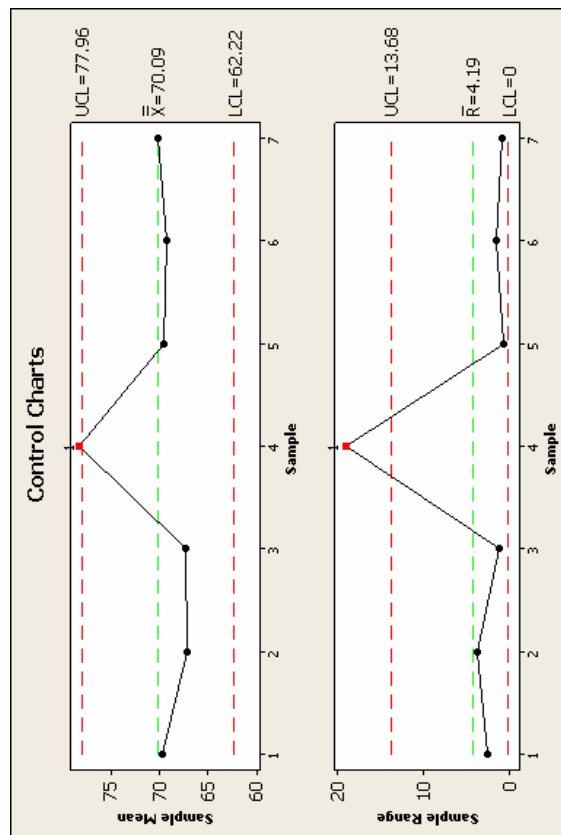 Control Charts
1
UCL=77.96
75
70
X=70.09
65
LCL=62.22
60
Sample Mean
1 2 3 4 5 6 7
Sample
1
20
UCL=13.68
10
R=4.19
0
LCL=0
Sample Range
1 2 3 4 5 6 7
Sample